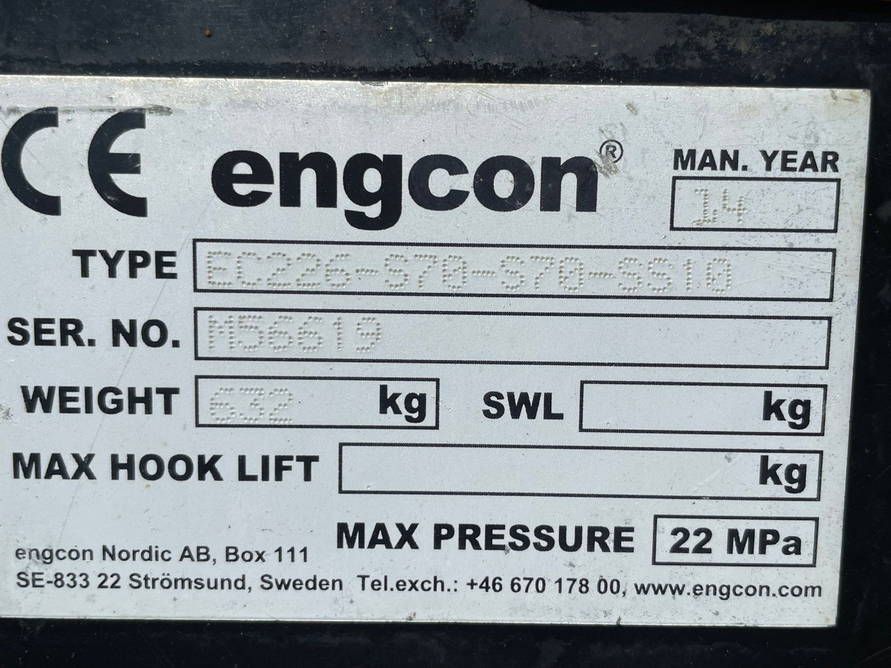 CE engcon® MAN. YEAR
14
TYPE EC226-S70-S70-SS10
SER. NO. M56619
WEIGHT 632 kg SWL kg
MAX HOOK LIFT kg
MAX PRESSURE 22 MPa
engcon Nordic AB, Box 111
SE-833 22 Strömsund, Sweden Tel.exch.: +46 670 178 00, www.engcon.com